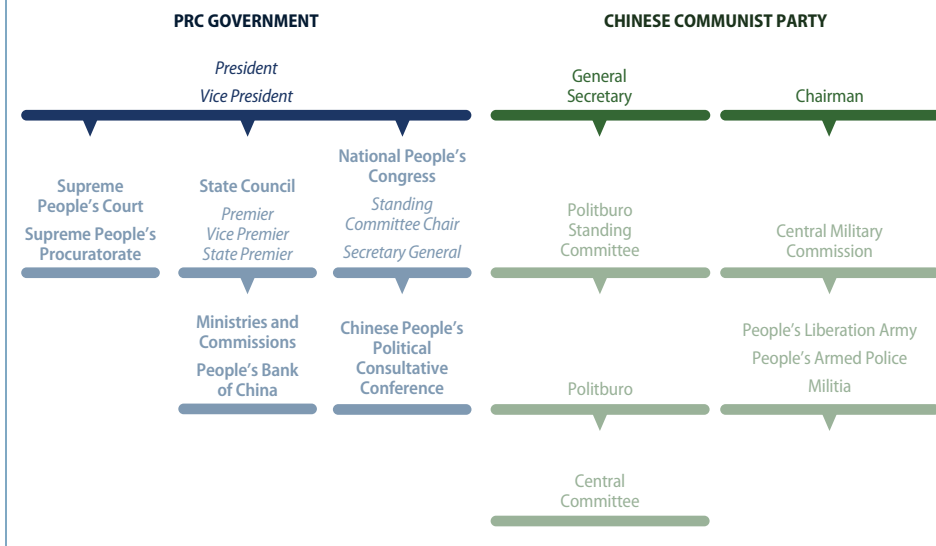 PRC GOVERNMENT
President
Vice President
Supreme
People's Court
Supreme People's
Procuratorate
State Council
Premier
Vice Premier
State Premier
National People's
Congress
Standing
Committee Chair
Secretary General
Ministries and
Commissions
People's Bank
of China
Chinese People's
Political
Consultative
Conference
CHINESE COMMUNIST PARTY
General
Secretary
Politburo
Standing
Committee
Politburo
Central
Committee
Chairman
Central Military
Commission
People's Liberation Army
People's Armed Police
Militia